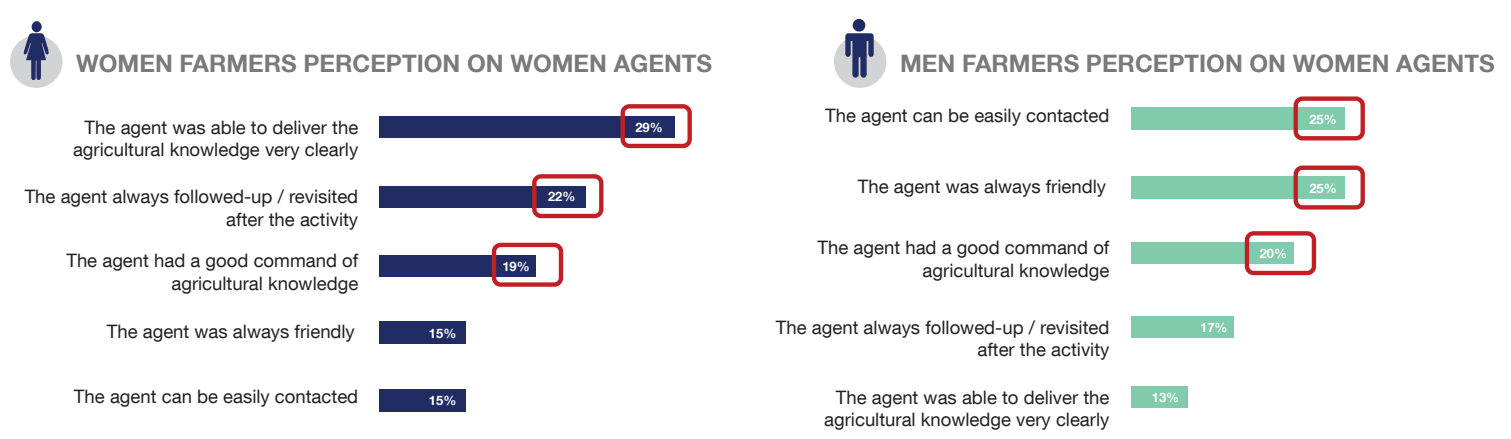 WOMEN FARMERS PERCEPTION ON WOMEN AGENTS
The agent was able to deliver the
agricultural knowledge very clearly
29%
The agent always followed-up / revisited
after the activity
22%
The agent had a good command of
agricultural knowledge
19%
The agent was always friendly
15%
The agent can be easily contacted
15%
MEN FARMERS PERCEPTION ON WOMEN AGENTS
The agent can be easily contacted
25%
The agent was always friendly
25%
The agent had a good command of
agricultural knowledge
20%
The agent always followed-up / revisited
after the activity
17%
The agent was able to deliver the
agricultural knowledge very clearly
13%